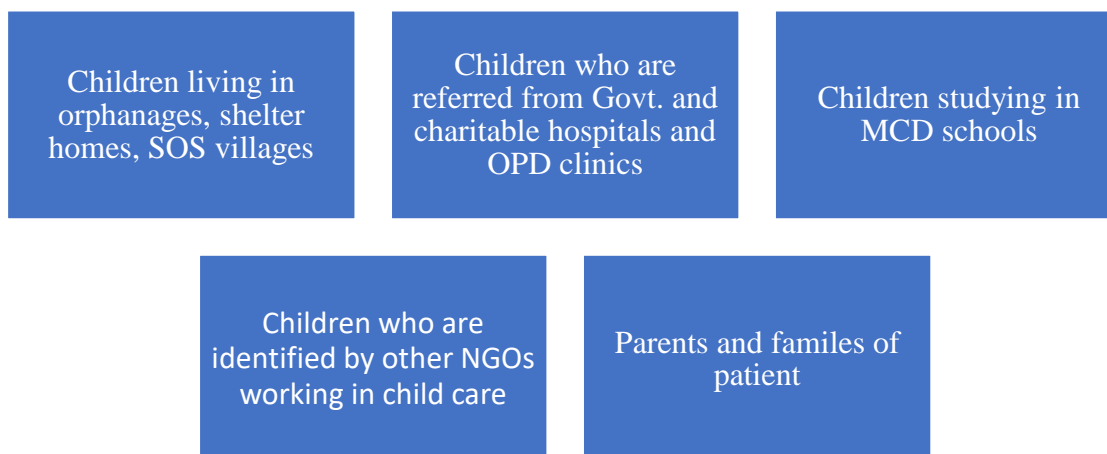 Children living in
orphanages, shelter
homes, SOS villages
Children who are
referred from Govt. and
charitable hospitals and
OPD clinics
Children studying in
MCD schools
Children who are
identified by other NGOs
working in child care
Parents and familes of
patient